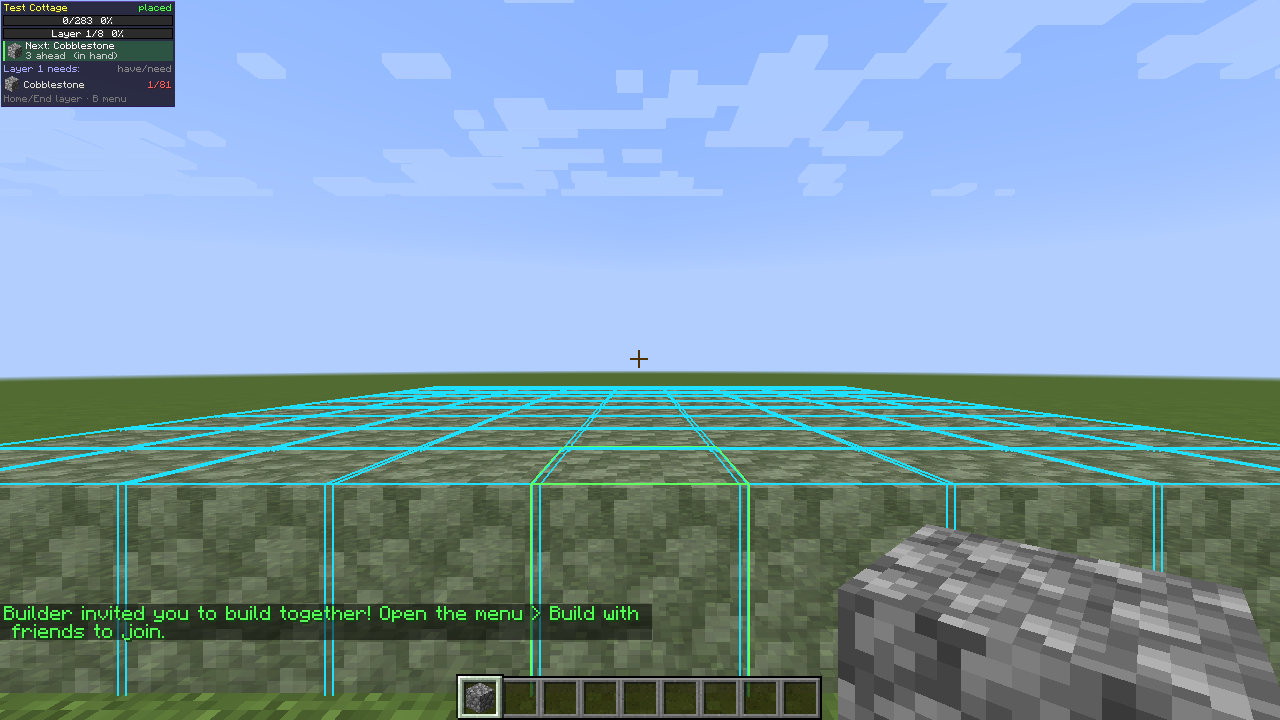 Test Cottage placed
0/283 0%
Layer 1/8 0%
Next: Cobblestone
3 ahead (in hand)
Layer 1 needs: have/need
Cobblestone 1/81
Home/End layer · B menu
Builder invited you to build together! Open the menu > Build with
friends to join.